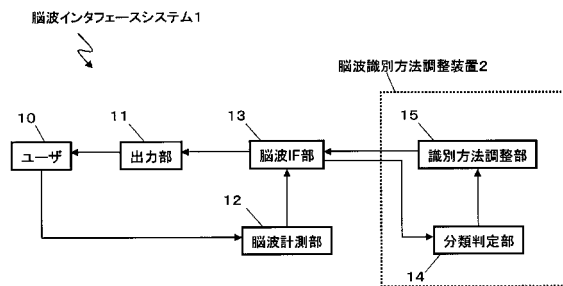 脳波インタフェースシステム1
脳波識別方法調整装置2
10
11
13
15
ユーザ
出力部
脳波IF部
識別方法調整部
12
脳波計測部
分類判定部
14